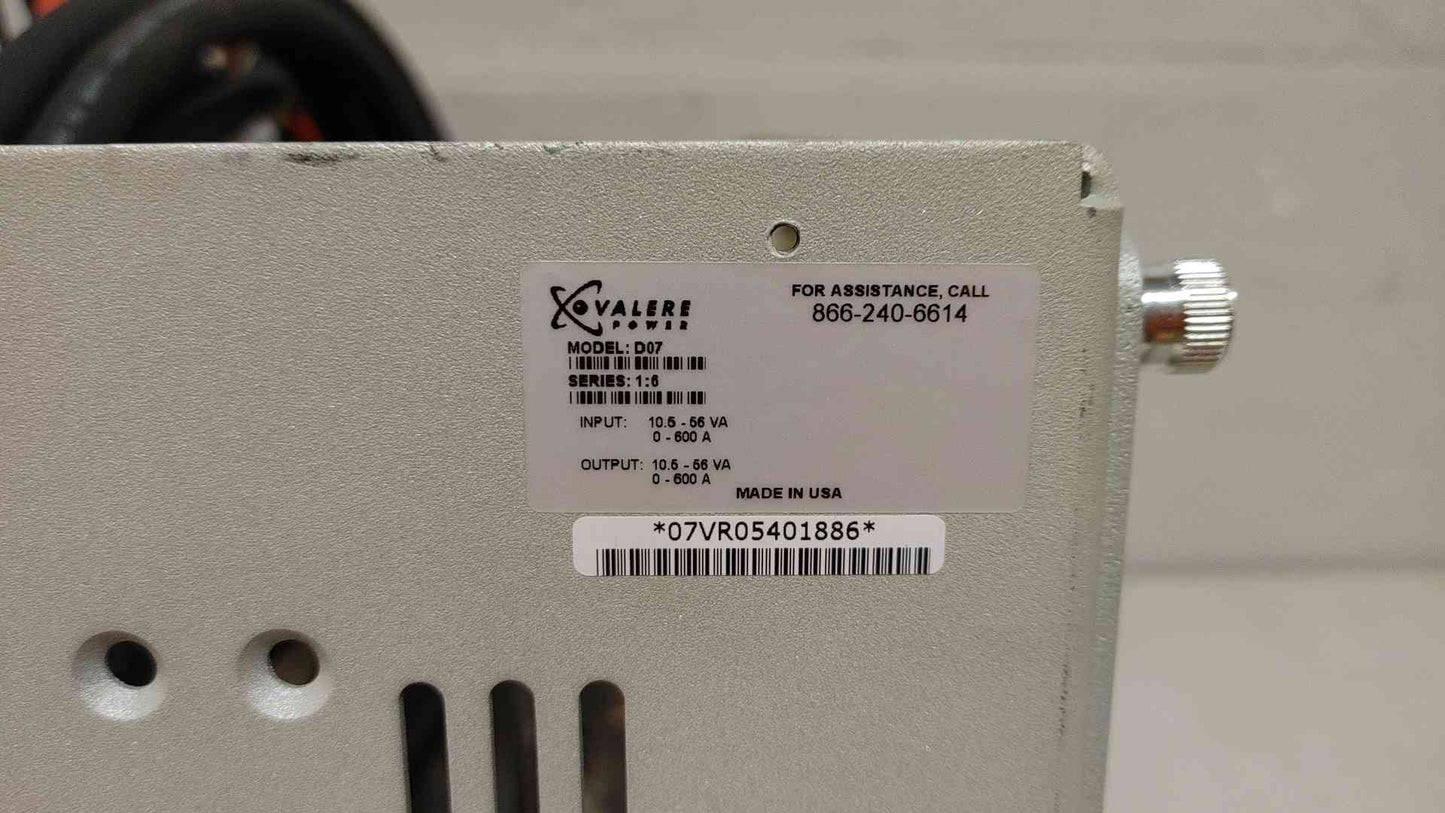 VALERE
POWER
FOR ASSISTANCE, CALL
866-240-6614
MODEL: D07
SERIES: 1:6
INPUT: 10.5 - 56 VA
0 - 600 A
OUTPUT: 10.5 - 56 VA
0 - 600 A
MADE IN USA
*07VR05401886*